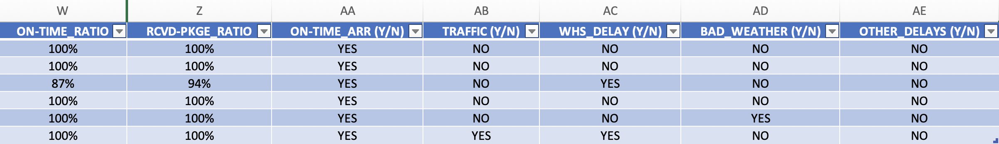 W Z AA AB AC AD AE
ON-TIME_RATIO RCVD-PKGE_RATIO ON-TIME_ARR (Y/N) TRAFFIC (Y/N) WHS_DELAY (Y/N) BAD_WEATHER (Y/N) OTHER_DELAYS (Y/N)
100% 100% YES NO NO NO NO
100% 100% YES NO NO NO NO
87% 94% YES NO YES NO NO
100% 100% YES NO NO NO NO
100% 100% YES NO NO YES NO
100% 100% YES YES YES NO NO